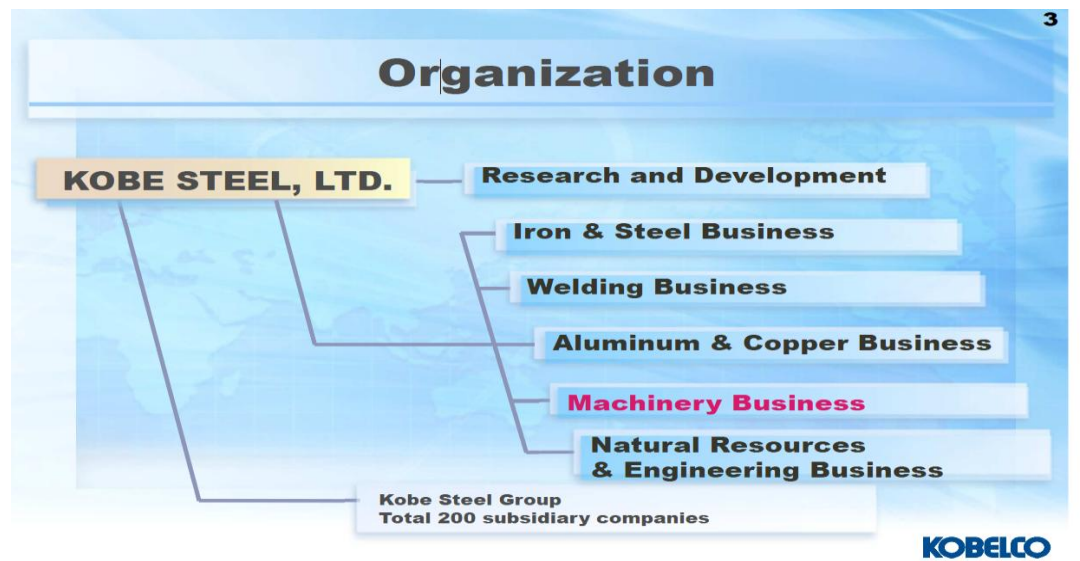 3
Organization
KOBE STEEL, LTD.
Research and Development
Iron & Steel Business
Welding Business
Aluminum & Copper Business
Machinery Business
Natural Resources
& Engineering Business
Kobe Steel Group
Total 200 subsidiary companies
KOBELCO